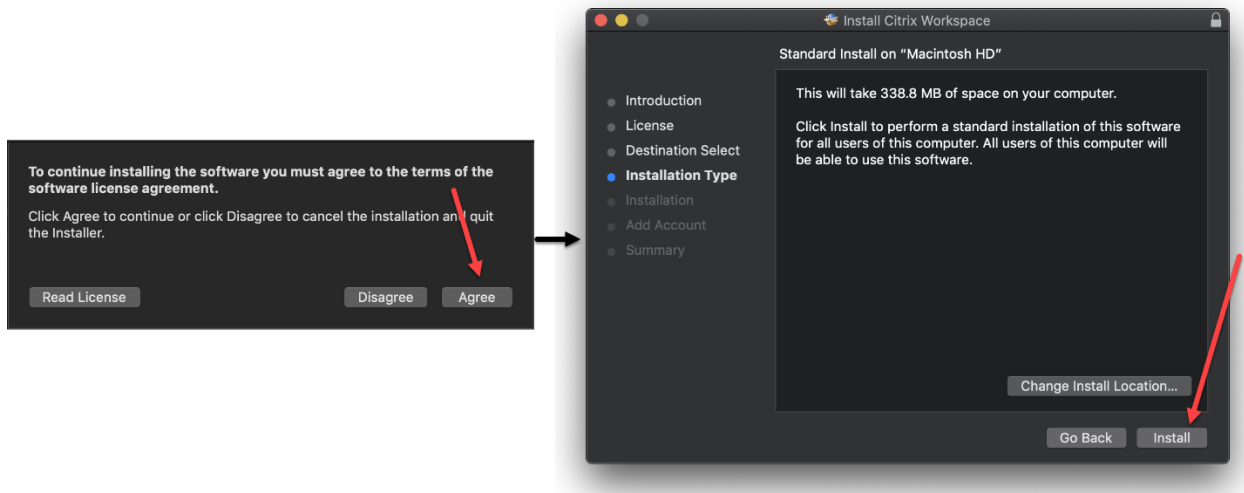 To continue installing the software you must agree to the terms of the
software license agreement.
Click Agree to continue or click Disagree to cancel the installation and quit
the Installer.
Read License
Disagree
Agree
Install Citrix Workspace
Standard Install on “Macintosh HD”
Introduction
License
Destination Select
Installation Type
Installation
Add Account
Summary
This will take 338.8 MB of space on your computer.
Click Install to perform a standard installation of this software
for all users of this computer. All users of this computer will
be able to use this software.
Change Install Location...
Go Back
Install